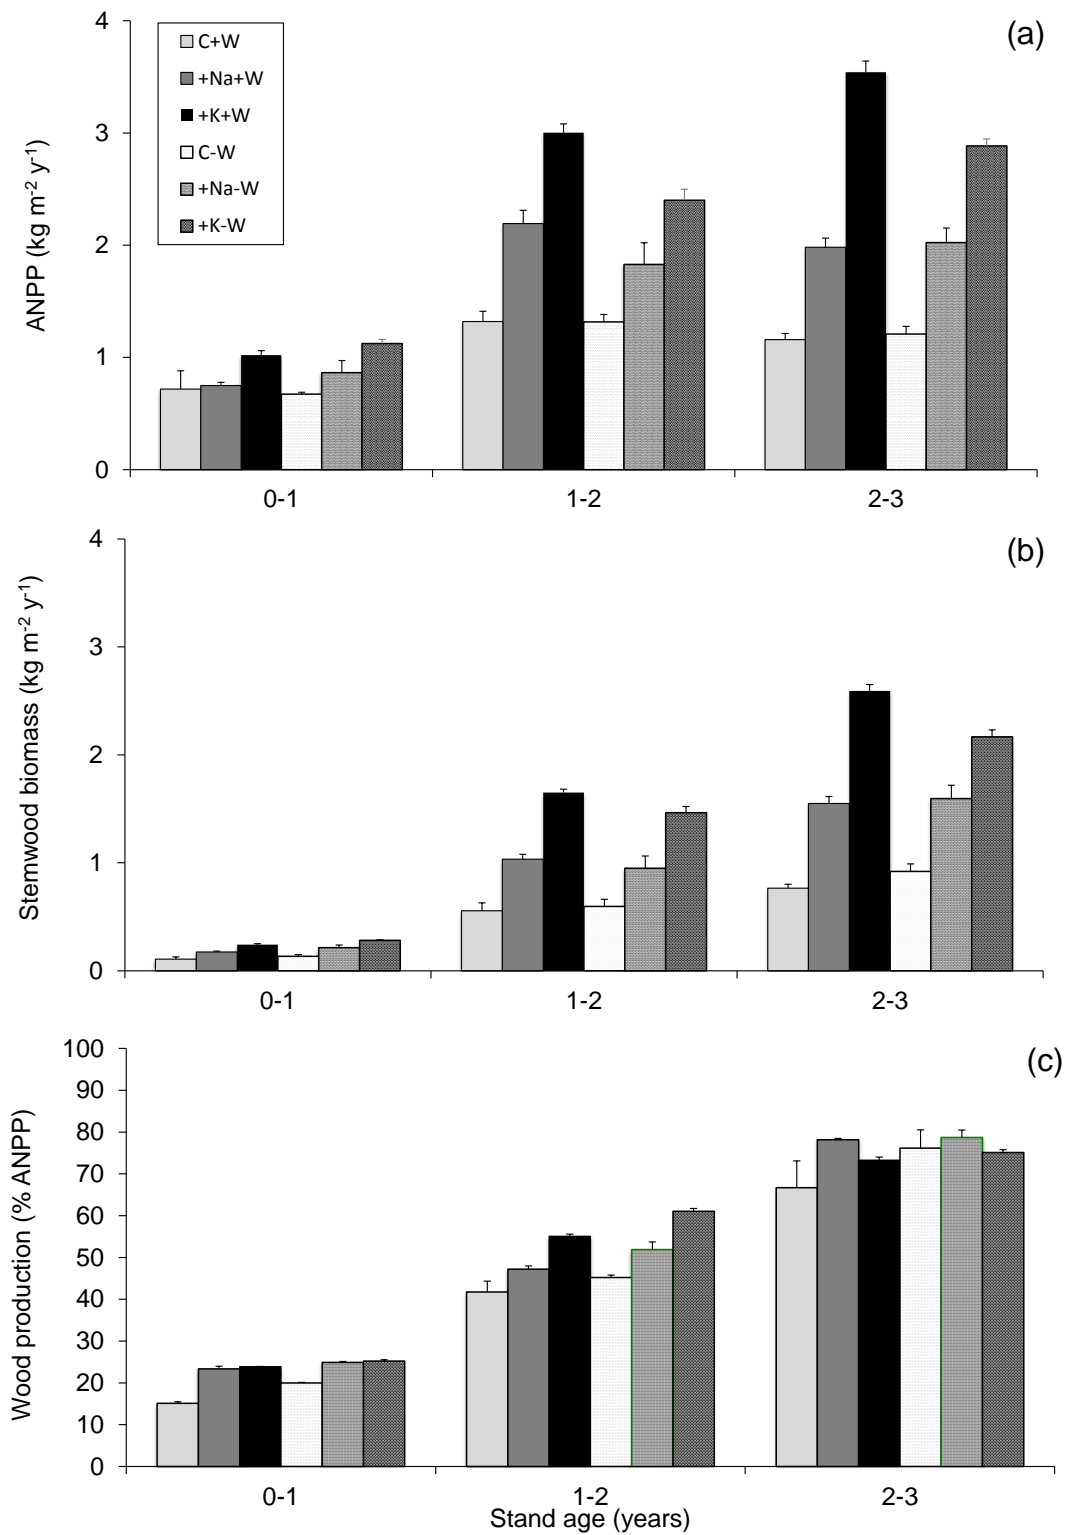 (a)
ANPP (kg m-2 y-1)
4
3
2
1
0
C+W
+Na+W
+K+W
C-W
+Na-W
+K-W
0-1
1-2
2-3
(b)
Stemwood biomass (kg m-2 y-1)
4
3
2
1
0
0-1
1-2
2-3
(c)
Wood production (% ANPP)
100
90
80
70
60
50
40
30
20
10
0
0-1
1-2
2-3
Stand age (years)